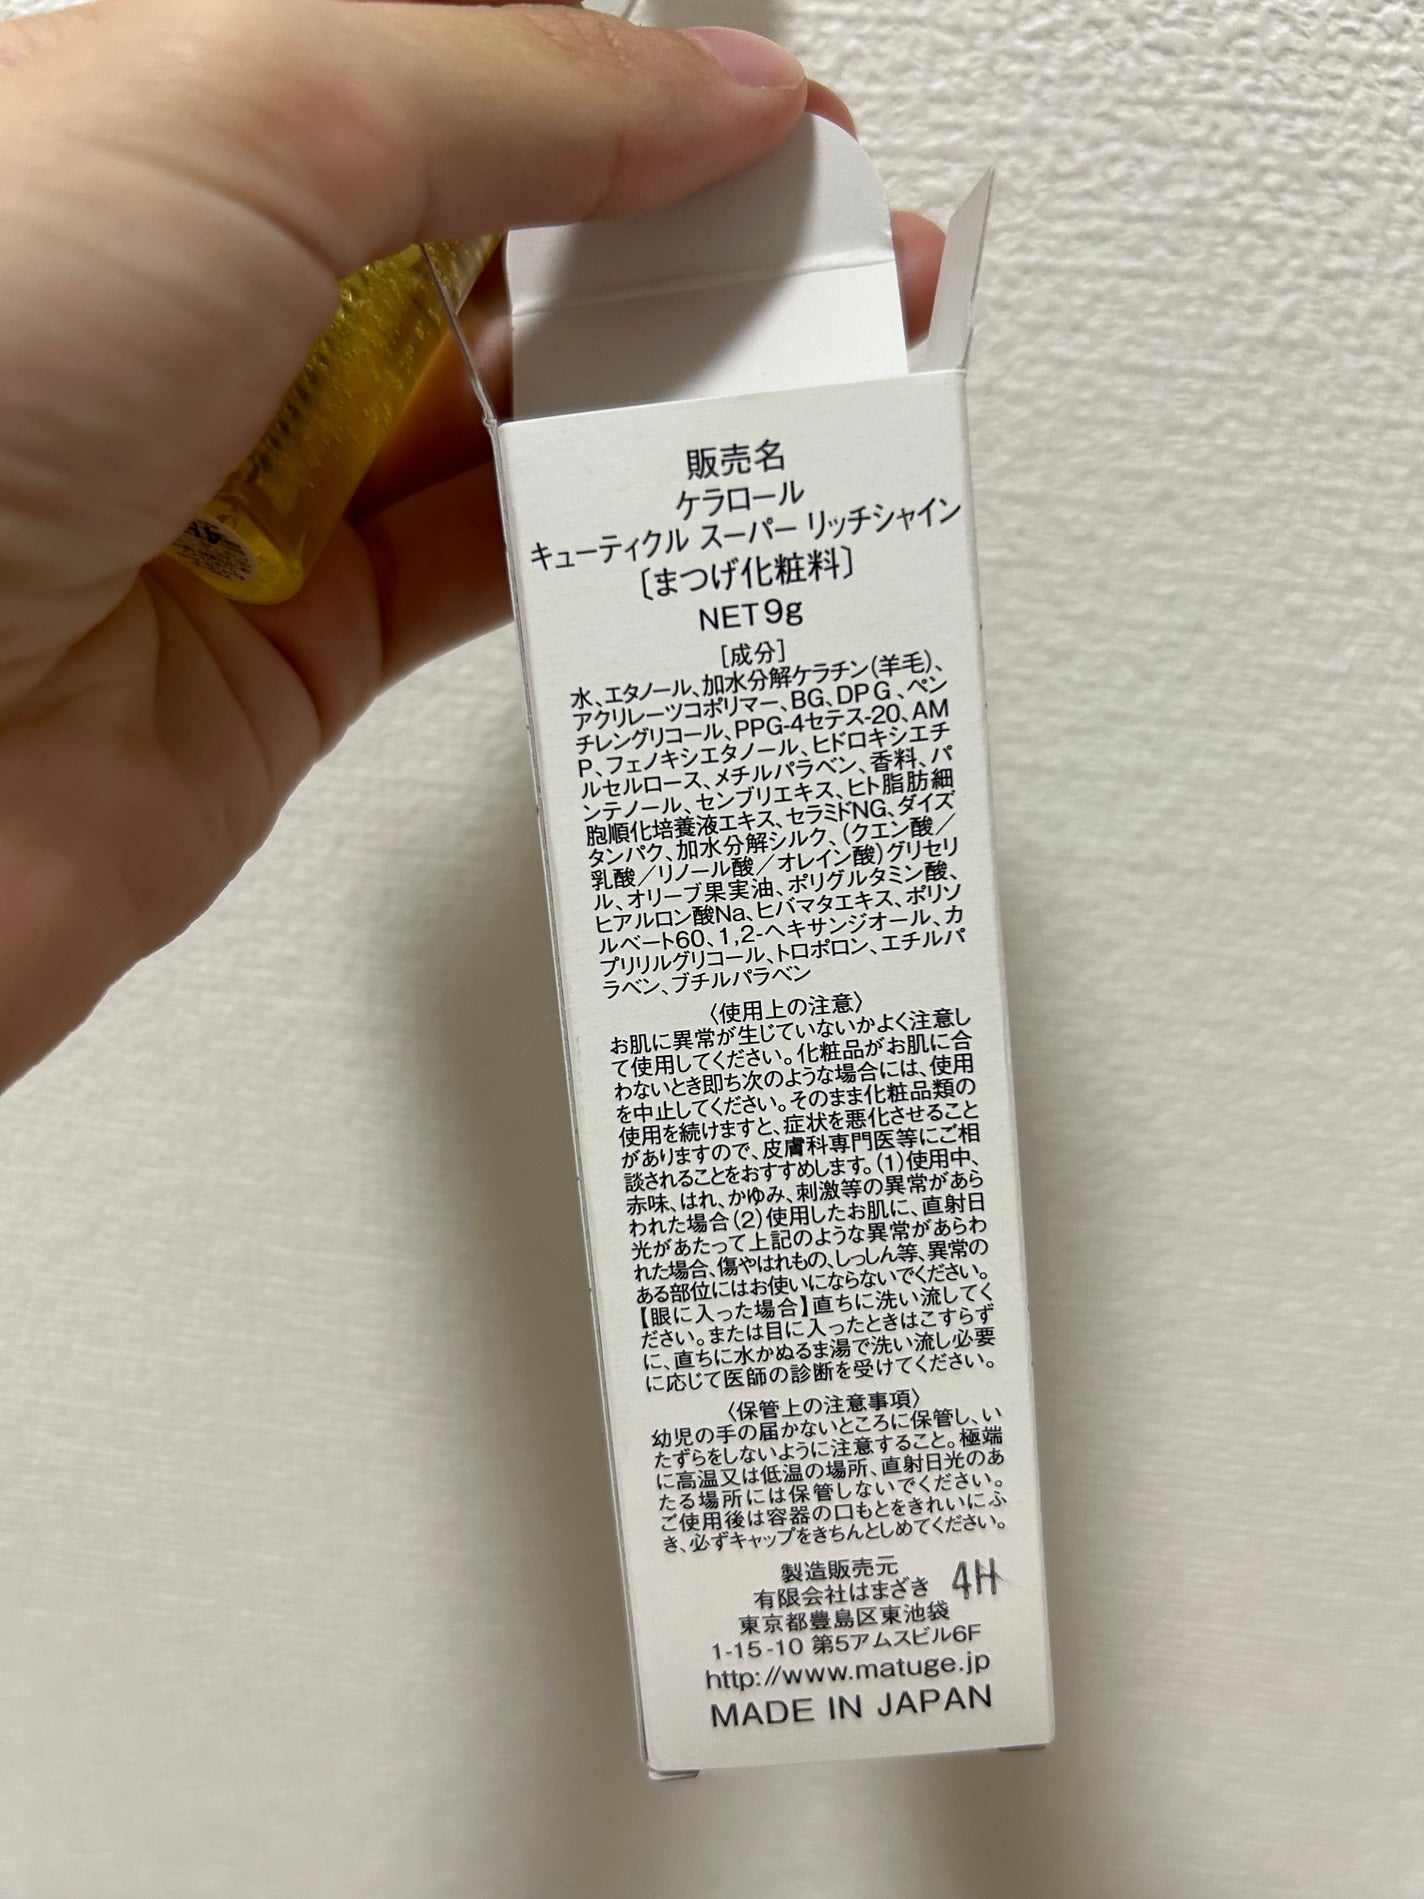 販売名
ケラロール
キューティクル スーパー リッチシャイン
〔まつげ化粧料〕
NET9g
［成分］
水、エタノール、加水分解ケラチン(羊毛)、
アクリレーツコポリマー、BG、DPG、ペン
チレングリコール、PPG-4セテス-20、AM
P、フェノキシエタノール、ヒドロキシエチ
ルセルロース、メチルパラベン、香料、パ
ンテノール、センブリエキス、ヒト脂肪細
胞順化培養液エキス、セラミドNG、ダイズ
タンパク、加水分解シルク、(クエン酸／
乳酸／リノール酸／オレイン酸)グリセリ
ル、オリーブ果実油、ポリグルタミン酸、
ヒアルロン酸Na、ヒバマタエキス、ポリソ
ルベート60、1,2-ヘキサンジオール、カ
プリリルグリコール、トロポロン、エチルパ
ラベン、ブチルパラベン
〈使用上の注意〉
お肌に異常が生じていないかよく注意し
て使用してください。化粧品がお肌に合
わないとき即ち次のような場合には、使用
を中止してください。そのまま化粧品類の
使用を続けますと、症状を悪化させること
がありますので、皮膚科専門医等にご相
談されることをおすすめします。(1)使用中、
赤味、はれ、かゆみ、刺激等の異常があら
われた場合(2)使用したお肌に、直射日
光があたって上記のような異常があらわ
れた場合、傷やはれもの、しっしん等、異常の
ある部位にはお使いにならないでください。
【眼に入った場合】直ちに洗い流してく
ださい。または目に入ったときはこすらず
に、直ちに水かぬるま湯で洗い流し必要
に応じて医師の診断を受けてください。
〈保管上の注意事項〉
幼児の手の届かないところに保管し、い
たずらをしないように注意すること。極端
に高温又は低温の場所、直射日光のあ
たる場所には保管しないでください。
ご使用後は容器の口もとをきれいにふ
き、必ずキャップをきちんとしめてください。
製造販売元
有限会社はまざき 4H
東京都豊島区東池袋
1-15-10 第5アムスビル6F
http://www.matuge.jp
MADE IN JAPAN